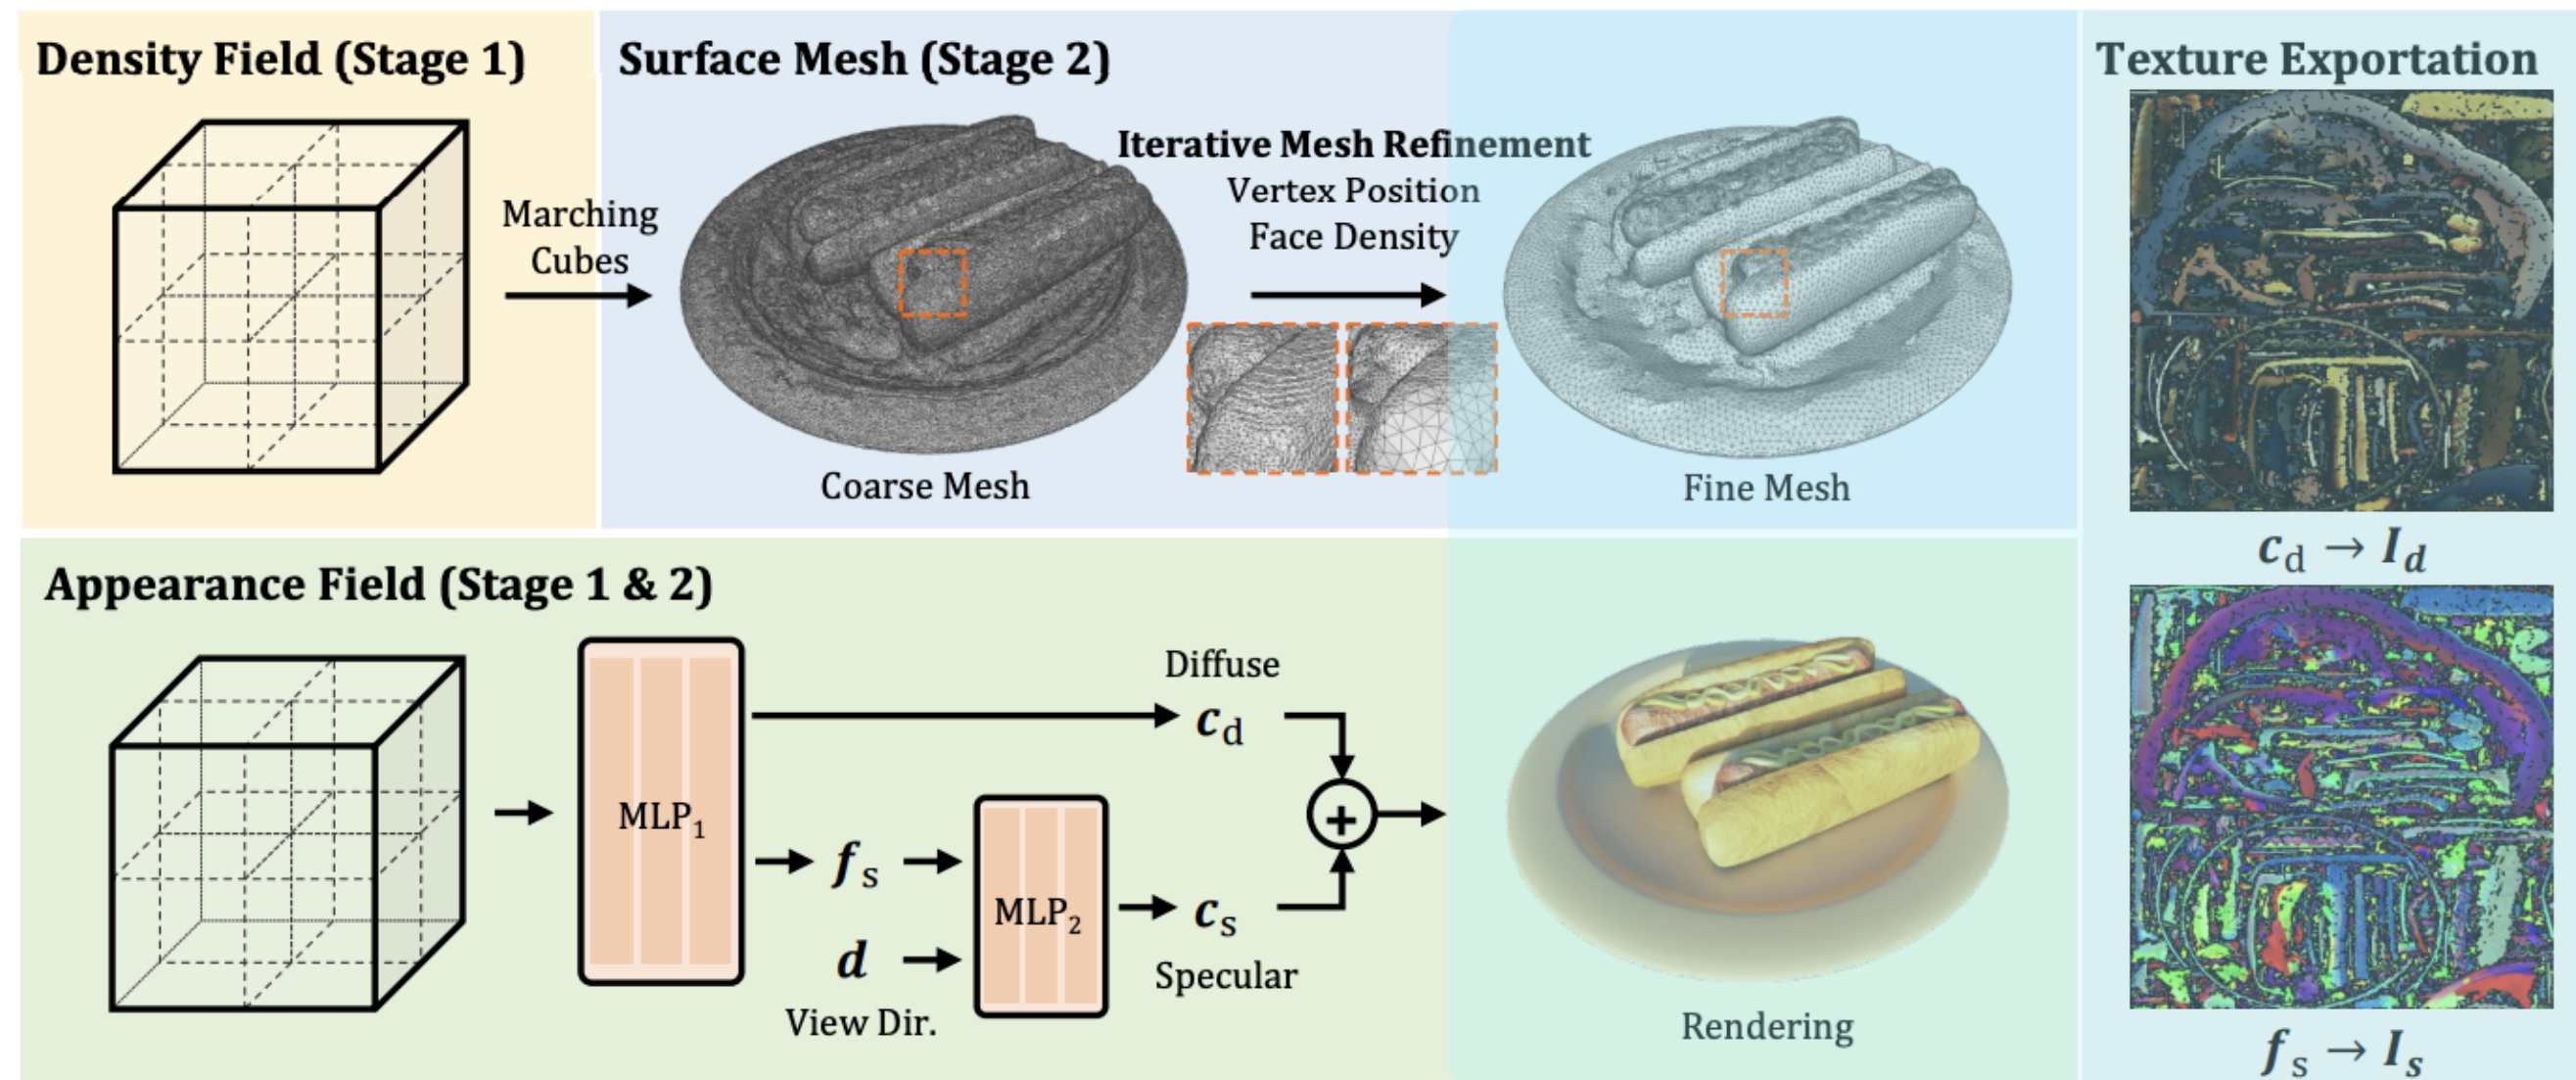 Density Field (Stage 1)
Marching
Cubes
Surface Mesh (Stage 2)
Coarse Mesh
Iterative Mesh Refinement
Vertex Position
Face Density
Fine Mesh
Texture Exportation
c_d → I_d
f_s → I_s
Appearance Field (Stage 1 & 2)
MLP₁
f_s
d
View Dir.
MLP₂
Diffuse
c_d
c_s
Specular
+
Rendering